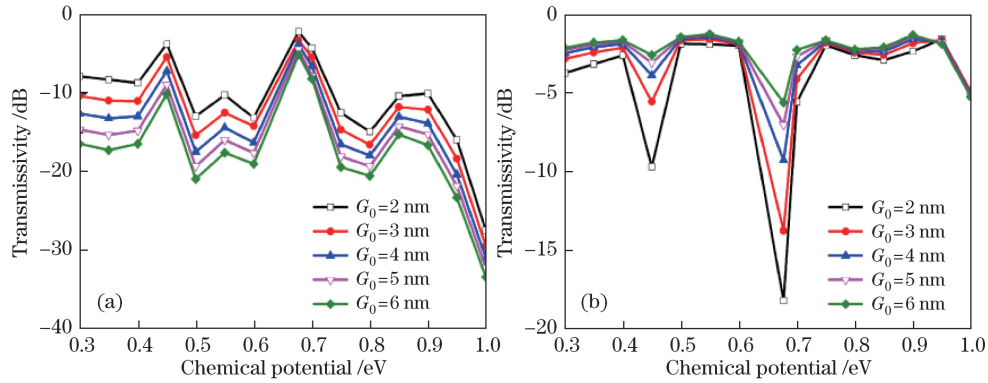 0
−10
−20
−30
−40
Transmissivity /dB
G0=2 nm
G0=3 nm
G0=4 nm
G0=5 nm
G0=6 nm
(a)
0.3 0.4 0.5 0.6 0.7 0.8 0.9 1.0
Chemical potential /eV
0
−5
−10
−15
−20
Transmissivity /dB
G0=2 nm
G0=3 nm
G0=4 nm
G0=5 nm
G0=6 nm
(b)
0.3 0.4 0.5 0.6 0.7 0.8 0.9 1.0
Chemical potential /eV